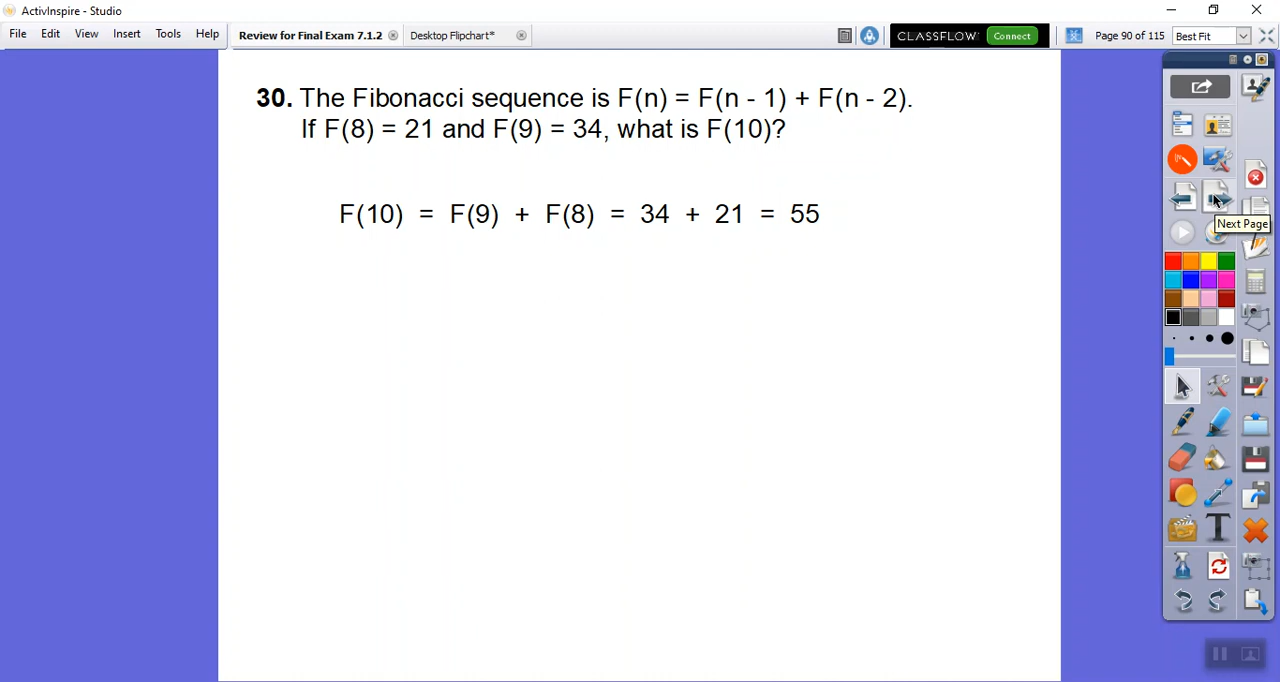 ActivInspire - Studio
File Edit View Insert Tools Help
Review for Final Exam 7.1.2
Desktop Flipchart*
CLASSFLOW Connect
Page 90 of 115
Best Fit
30. The Fibonacci sequence is F(n) = F(n - 1) + F(n - 2).
If F(8) = 21 and F(9) = 34, what is F(10)?
F(10) = F(9) + F(8) = 34 + 21 = 55
Next Page